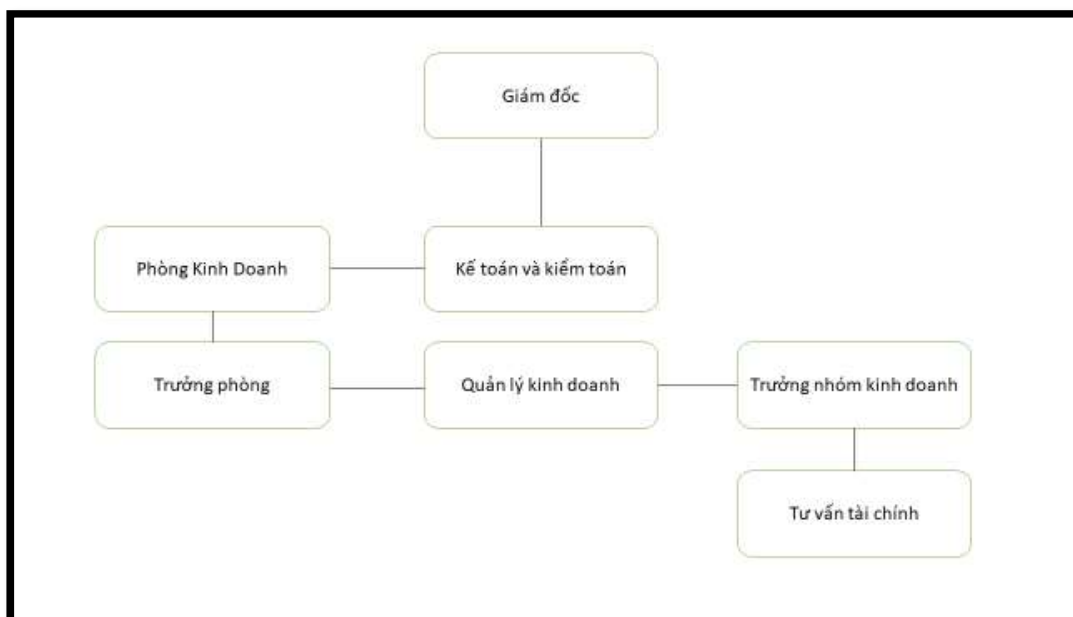 Giám đốc
Phòng Kinh Doanh
Kế toán và kiểm toán
Trưởng phòng
Quản lý kinh doanh
Trưởng nhóm kinh doanh
Tư vấn tài chính